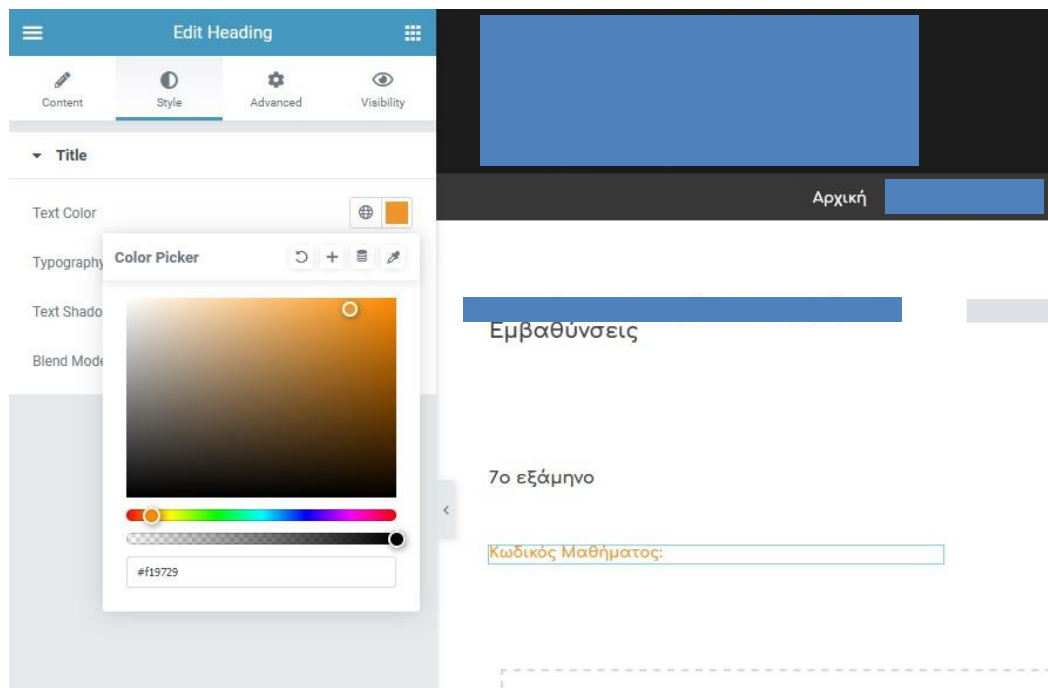 Edit Heading
Content Style Advanced Visibility
Title
Text Color
Typography
Color Picker
Text Shado
Blend Mode
#f19729
Αρχική
Εμβαθύνσεις
7ο εξάμηνο
Κωδικός Μαθήματος: